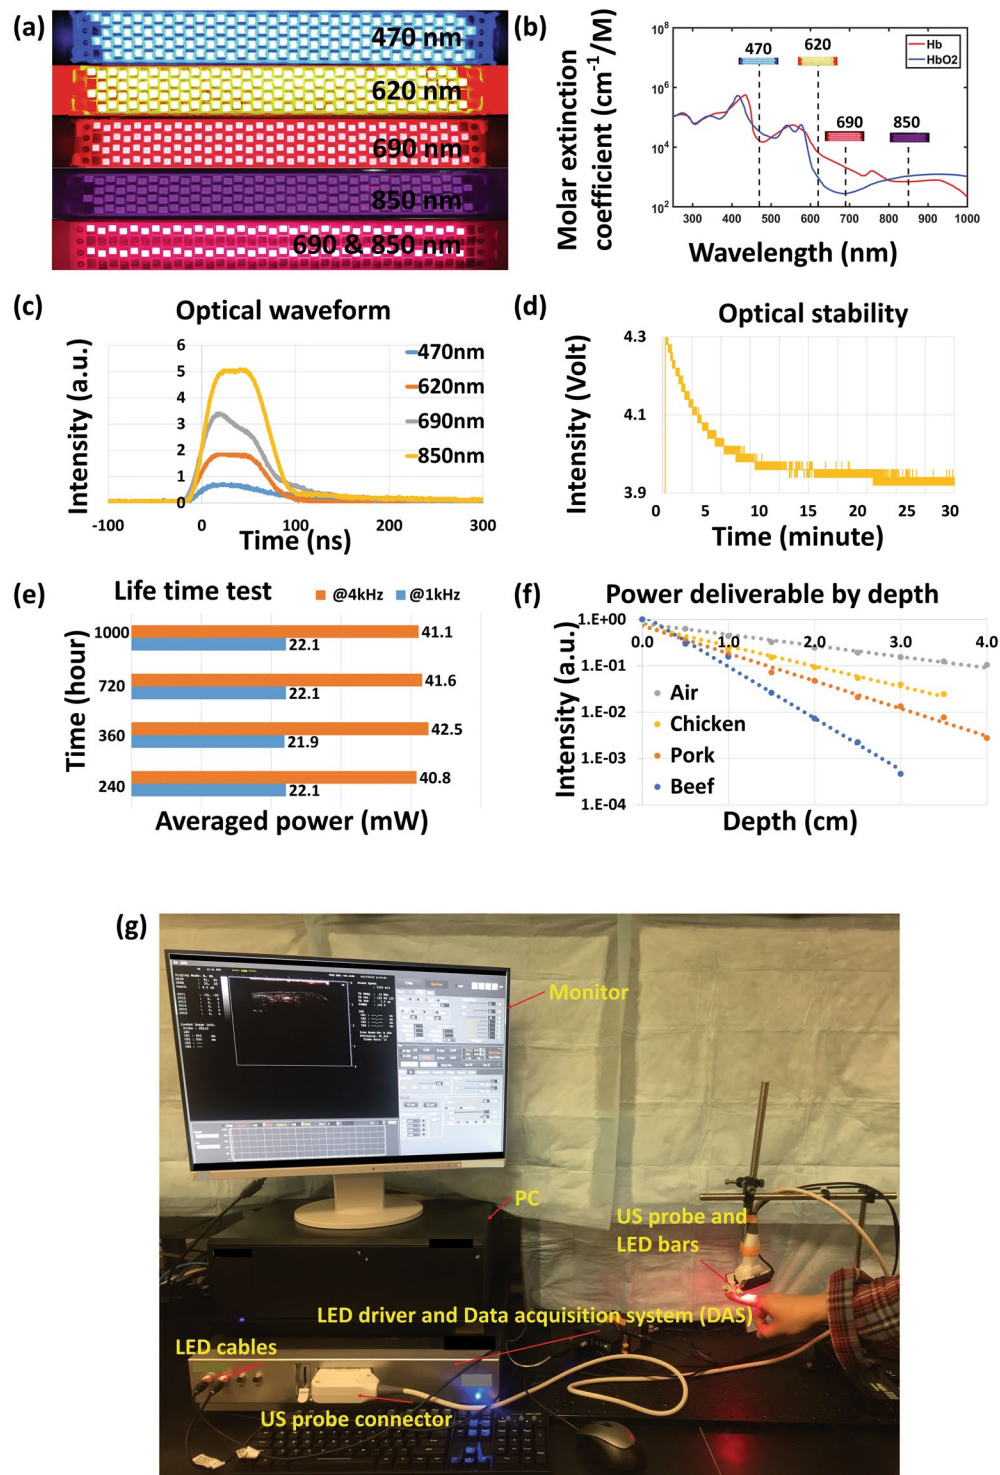 (a)
470 nm
620 nm
690 nm
850 nm
690 & 850 nm
(b)
Molar extinction
coefficient (cm⁻¹/M)
10⁸
10⁶
10⁴
10²
470
620
690
850
Hb
HbO2
300 400 500 600 700 800 900 1000
Wavelength (nm)
(c)
Optical waveform
Intensity (a.u.)
6
5
4
3
2
1
0
470nm
620nm
690nm
850nm
-100 0 100 200 300
Time (ns)
(d)
Optical stability
Intensity (Volt)
4.3
4.1
3.9
0 5 10 15 20 25 30
Time (minute)
(e)
Life time test
@4kHz @1kHz
Time (hour)
1000
41.1
22.1
720
41.6
22.1
360
42.5
21.9
240
40.8
22.1
Averaged power (mW)
(f)
Power deliverable by depth
Intensity (a.u.)
1.E+00
1.E-01
1.E-02
1.E-03
1.E-04
0.0 1.0 2.0 3.0 4.0
Air
Chicken
Pork
Beef
Depth (cm)
(g)
Monitor
PC
US probe and
LED bars
LED driver and Data acquisition system (DAS)
LED cables
US probe connector